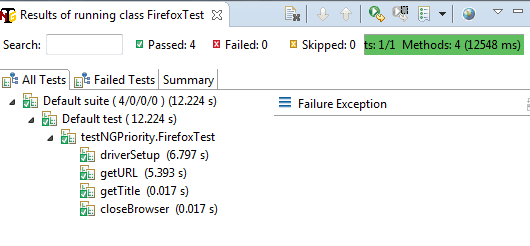 Results of running class FirefoxTest
Search: Passed: 4 Failed: 0 Skipped: 0 ts: 1/1 Methods: 4 (12548 ms)
All Tests Failed Tests Summary
Default suite ( 4/0/0/0 ) (12.224 s)
Failure Exception
Default test ( 12.224 s)
testNGPriority.FirefoxTest
driverSetup (6.797 s)
getURL (5.393 s)
getTitle (0.017 s)
closeBrowser (0.017 s)